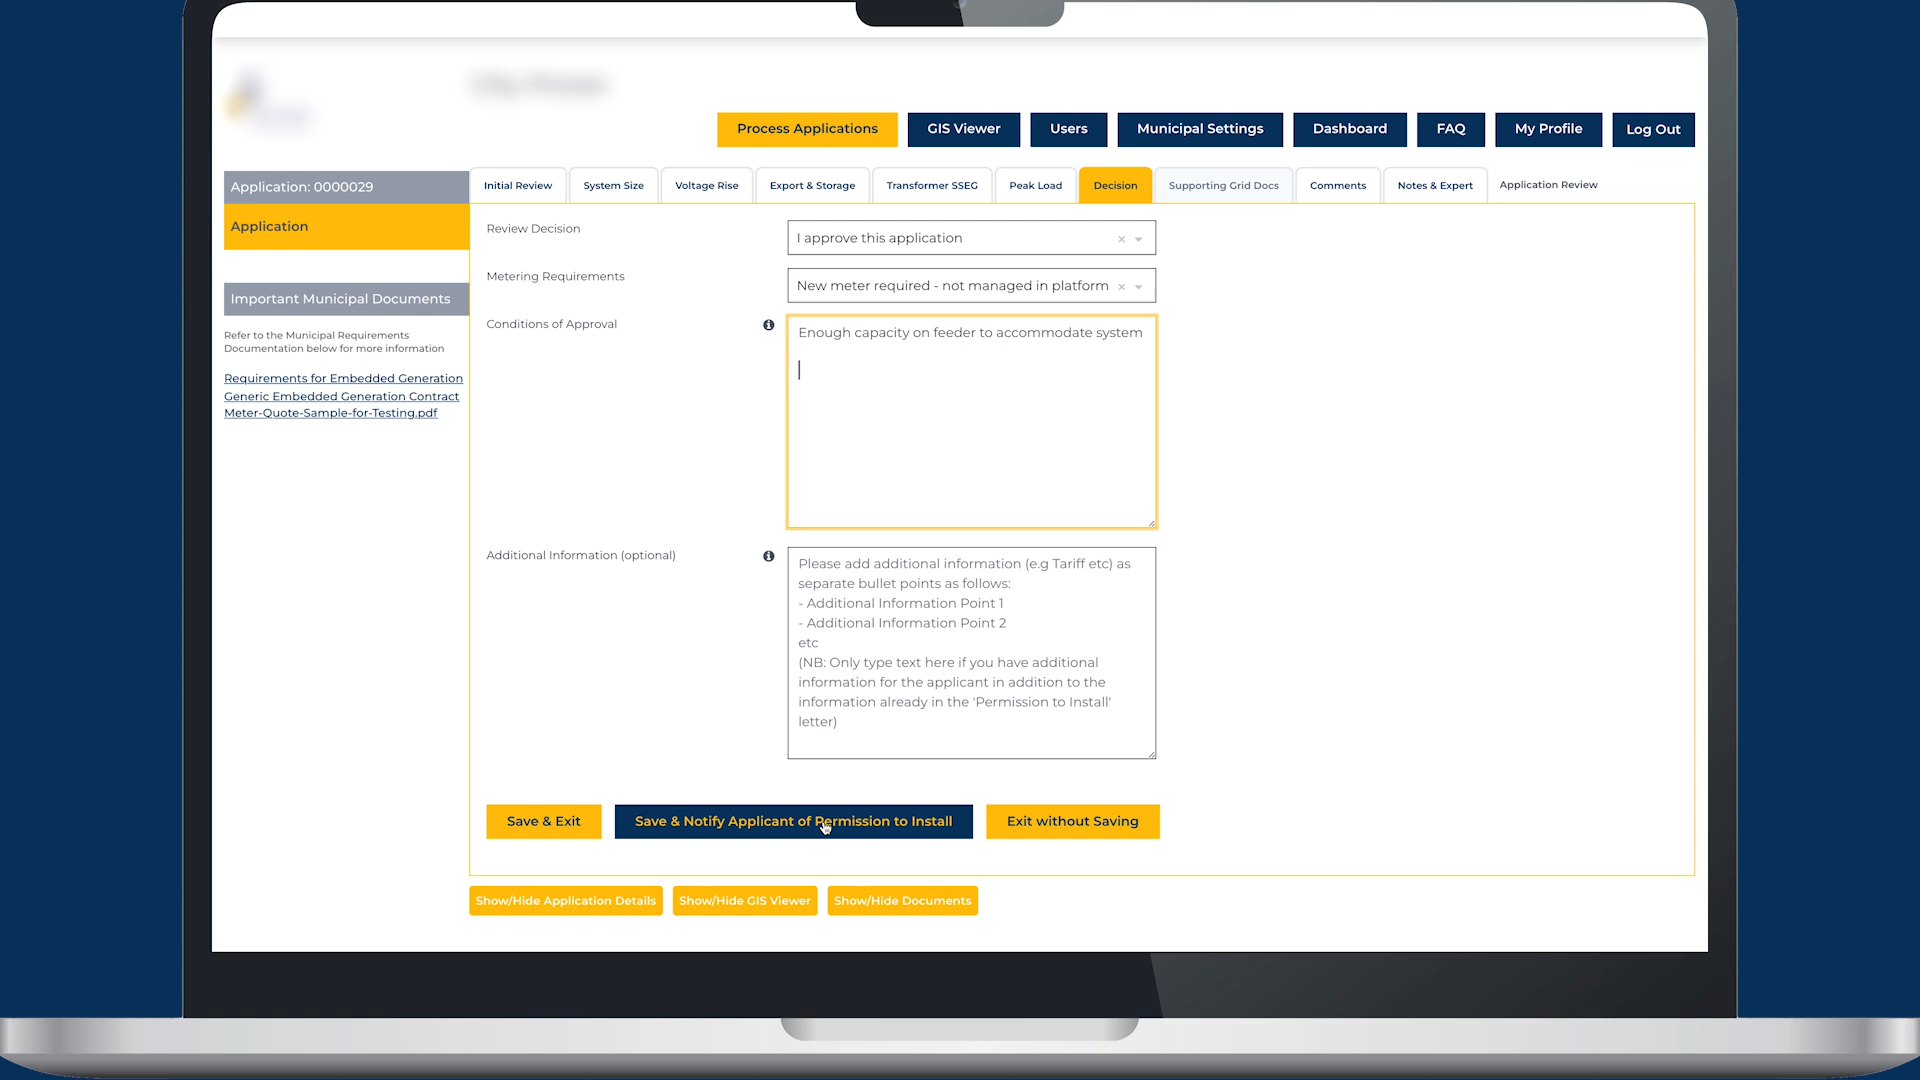 Process Applications
GIS Viewer
Users
Municipal Settings
Dashboard
FAQ
My Profile
Log Out
Application: 0000029
Application
Important Municipal Documents
Refer to the Municipal Requirements
Documentation below for more information
Requirements for Embedded Generation
Generic Embedded Generation Contract
Meter-Quote-Sample-for-Testing.pdf
Initial Review
System Size
Voltage Rise
Export & Storage
Transformer SSEG
Peak Load
Decision
Supporting Grid Docs
Comments
Notes & Expert
Application Review
Review Decision
I approve this application
Metering Requirements
New meter required - not managed in platform
Conditions of Approval
Enough capacity on feeder to accommodate system
Additional Information (optional)
Please add additional information (e.g Tariff etc) as
separate bullet points as follows:
- Additional Information Point 1
- Additional Information Point 2
etc
(NB: Only type text here if you have additional
information for the applicant in addition to the
information already in the 'Permission to Install'
letter)
Save & Exit
Save & Notify Applicant of Permission to Install
Exit without Saving
Show/Hide Application Details
Show/Hide GIS Viewer
Show/Hide Documents